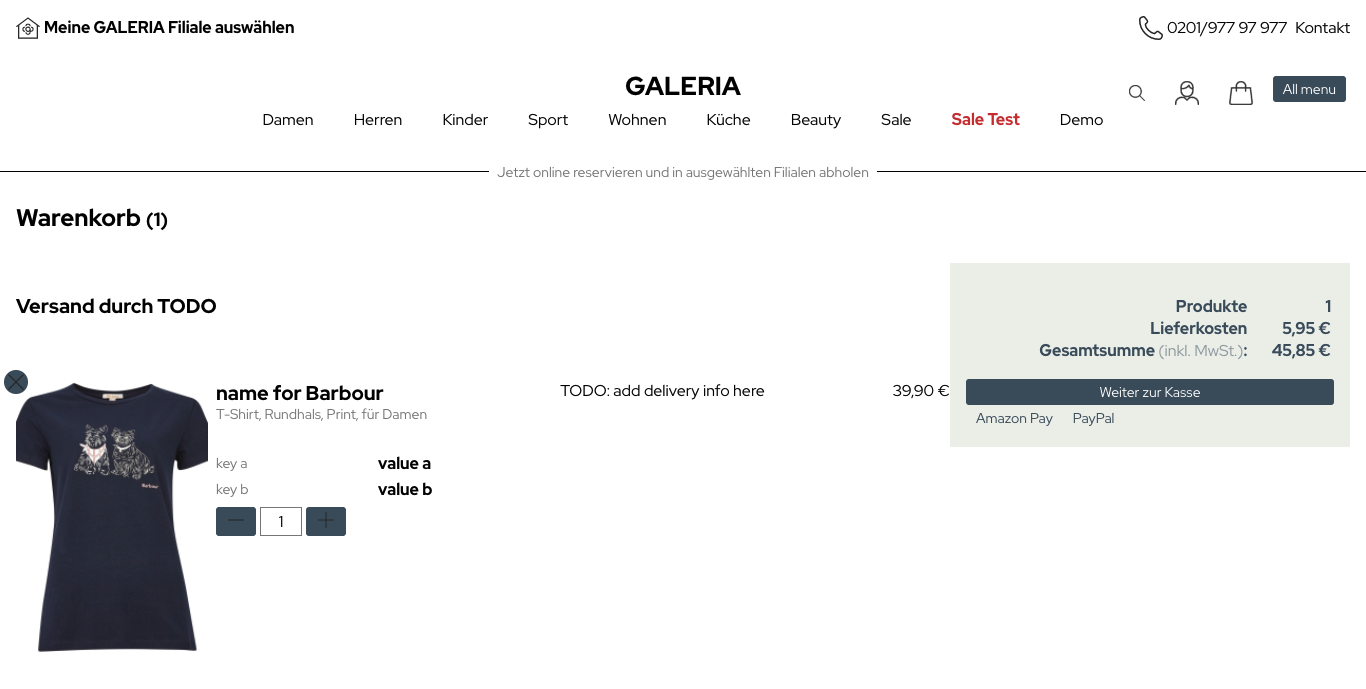 Meine GALERIA Filiale auswählen
0201/977 97 977 Kontakt
GALERIA
All menu
Damen Herren Kinder Sport Wohnen Küche Beauty Sale Sale Test Demo
Jetzt online reservieren und in ausgewählten Filialen abholen
Warenkorb (1)
Versand durch TODO
name for Barbour
T-Shirt, Rundhals, Print, für Damen
TODO: add delivery info here
39,90 €
key a value a
key b value b
1
Barbour
Produkte 1
Lieferkosten 5,95 €
Gesamtsumme (inkl. MwSt.): 45,85 €
Weiter zur Kasse
Amazon Pay PayPal